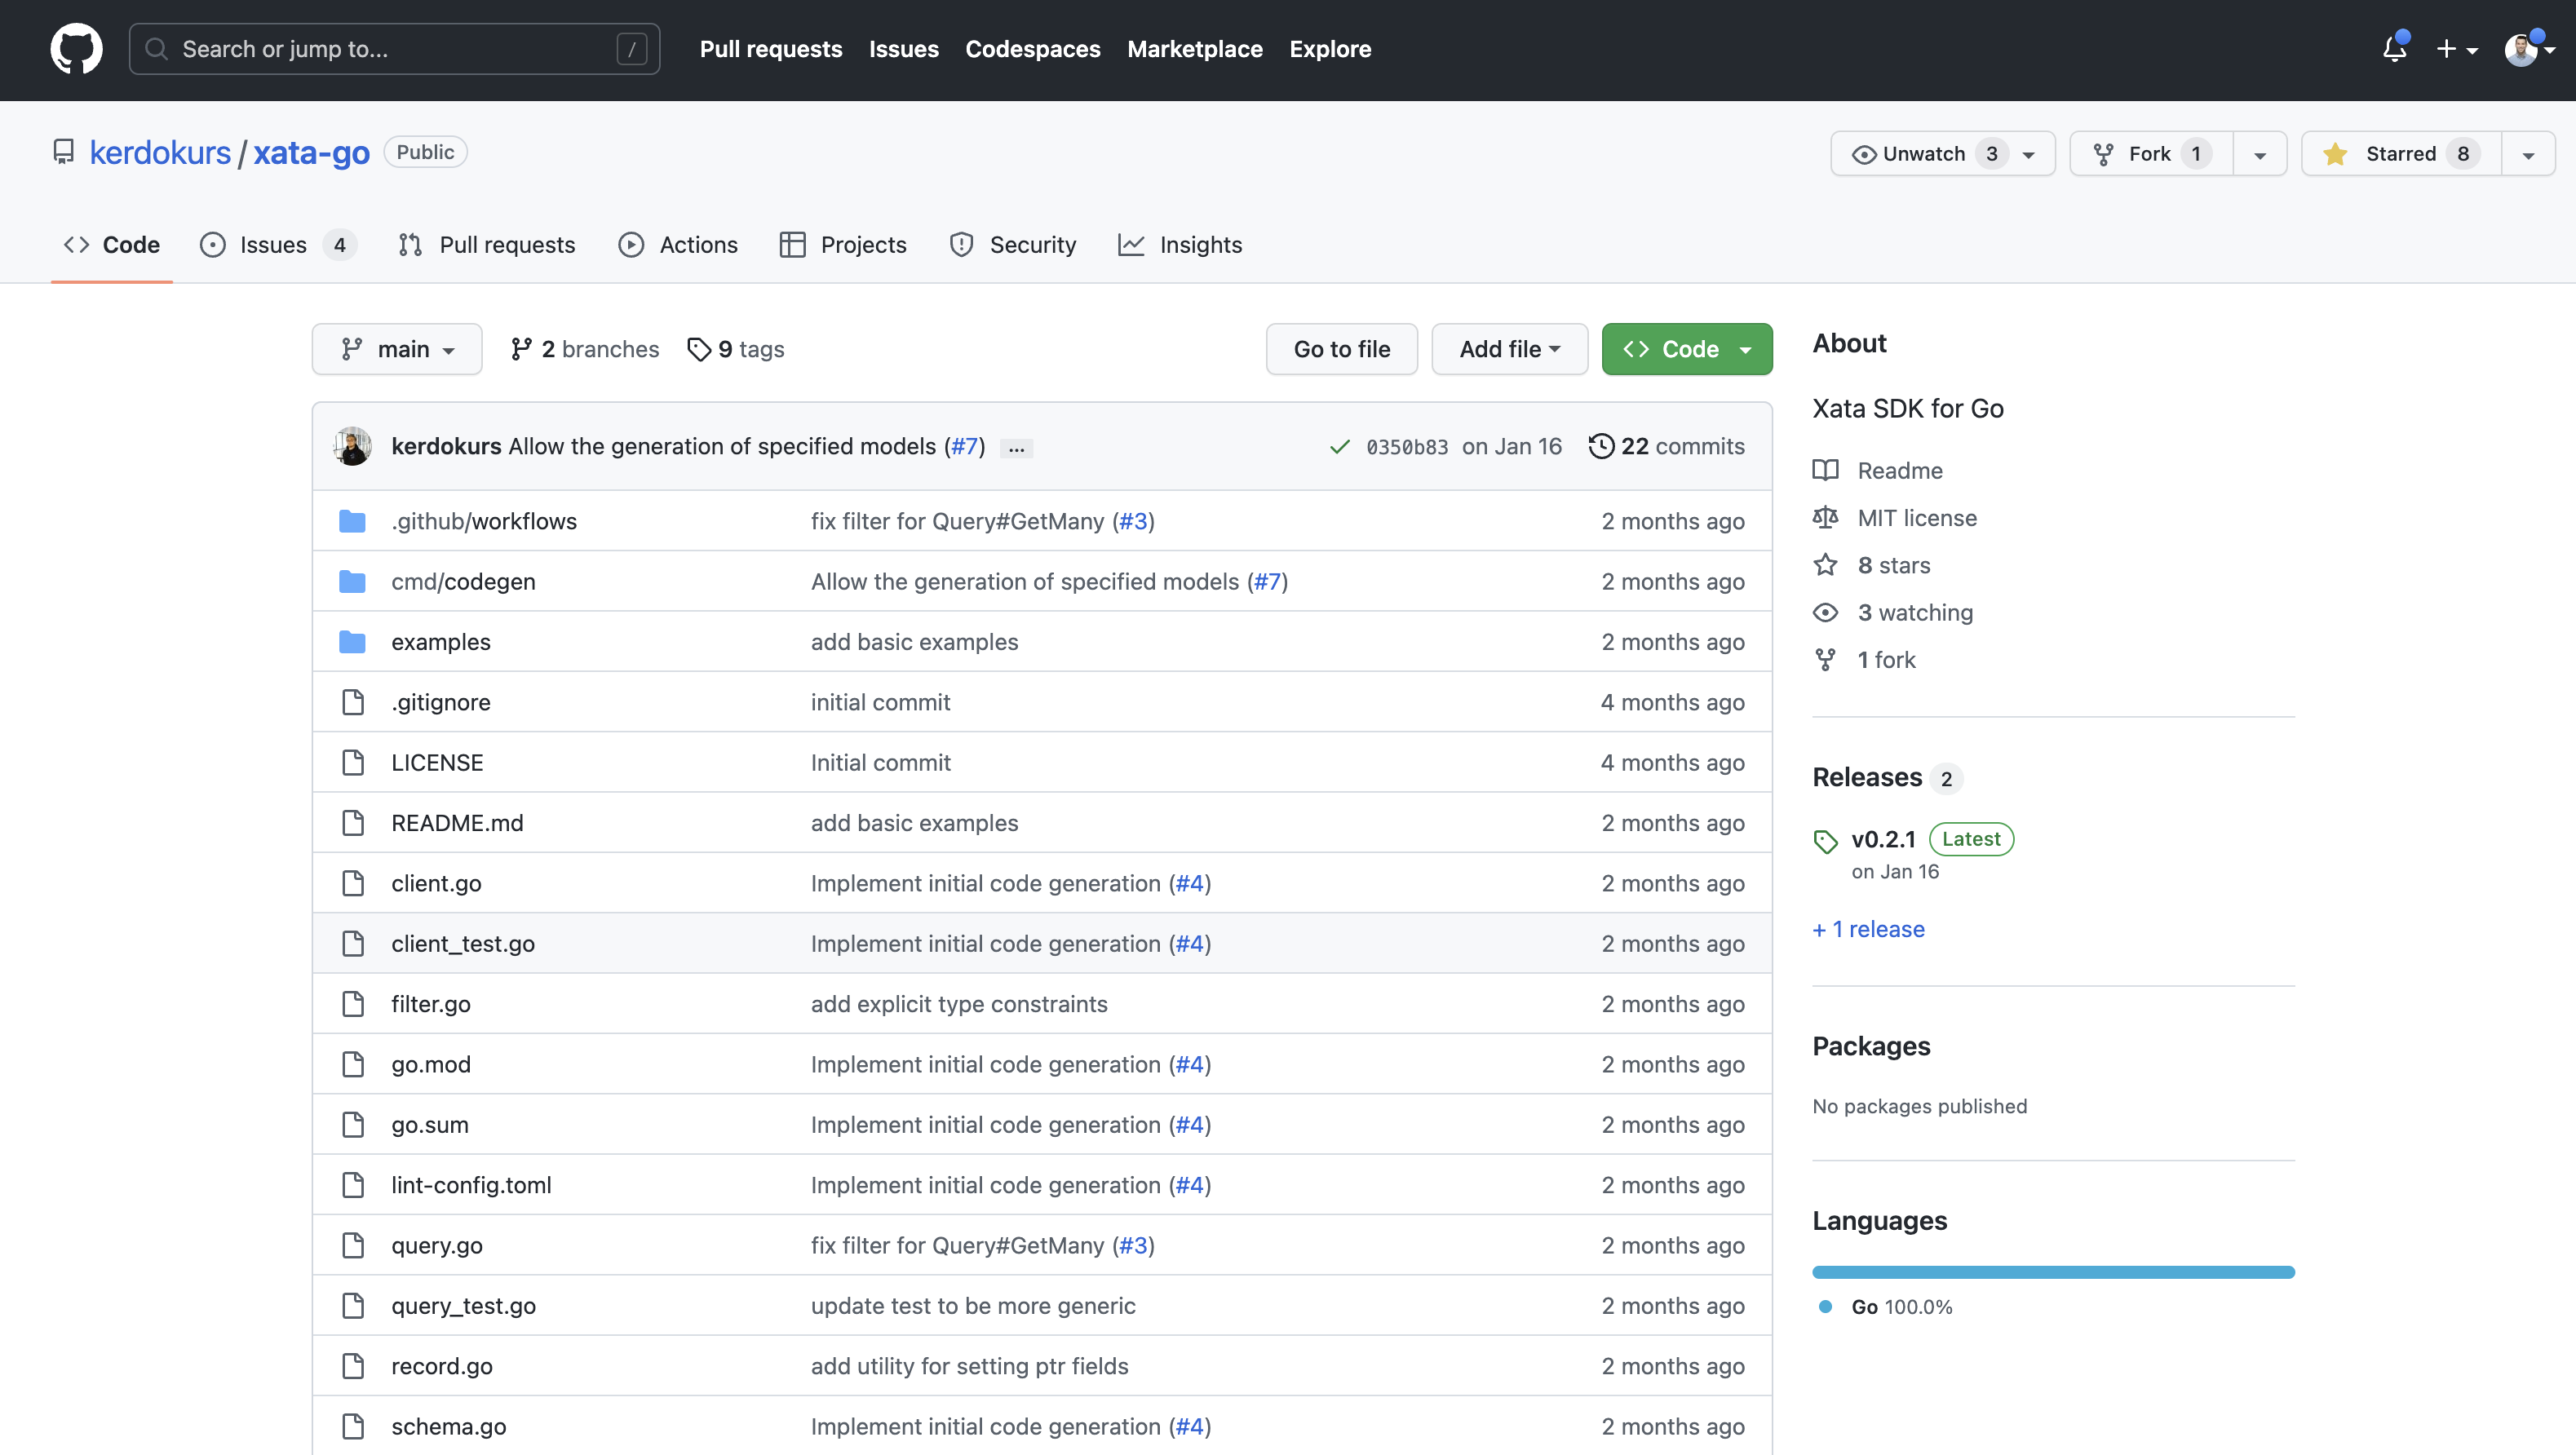 Search or jump to... /
Pull requests Issues Codespaces Marketplace Explore
kerdokurs / xata-go Public
Unwatch 3 Fork 1 Starred 8
Code Issues 4 Pull requests Actions Projects Security Insights
main 2 branches 9 tags Go to file Add file Code
kerdokurs Allow the generation of specified models (#7) ... 0350b83 on Jan 16 22 commits
.github/workflows fix filter for Query#GetMany (#3) 2 months ago
cmd/codegen Allow the generation of specified models (#7) 2 months ago
examples add basic examples 2 months ago
.gitignore initial commit 4 months ago
LICENSE Initial commit 4 months ago
README.md add basic examples 2 months ago
client.go Implement initial code generation (#4) 2 months ago
client_test.go Implement initial code generation (#4) 2 months ago
filter.go add explicit type constraints 2 months ago
go.mod Implement initial code generation (#4) 2 months ago
go.sum Implement initial code generation (#4) 2 months ago
lint-config.toml Implement initial code generation (#4) 2 months ago
query.go fix filter for Query#GetMany (#3) 2 months ago
query_test.go update test to be more generic 2 months ago
record.go add utility for setting ptr fields 2 months ago
schema.go Implement initial code generation (#4) 2 months ago
About
Xata SDK for Go
Readme
MIT license
8 stars
3 watching
1 fork
Releases 2
v0.2.1 Latest
on Jan 16
+ 1 release
Packages
No packages published
Languages
Go 100.0%